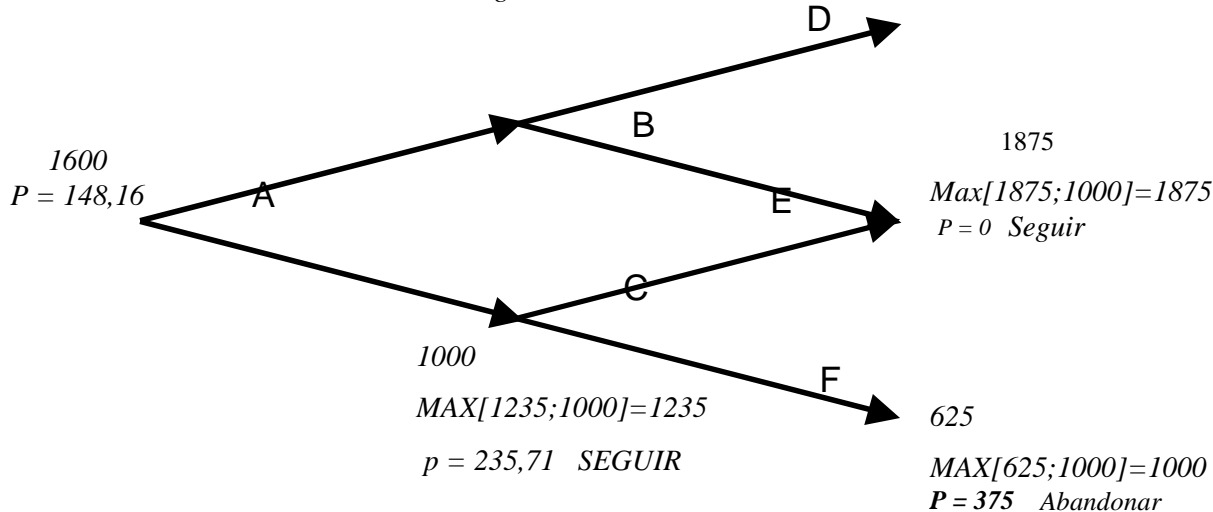 D
B
1600
P = 148,16
A
1875
Max[1875;1000]=1875
P = 0 Seguir
E
C
1000
MAX[1235;1000]=1235
p = 235,71 SEGUIR
F
625
MAX[625;1000]=1000
P = 375 Abandonar